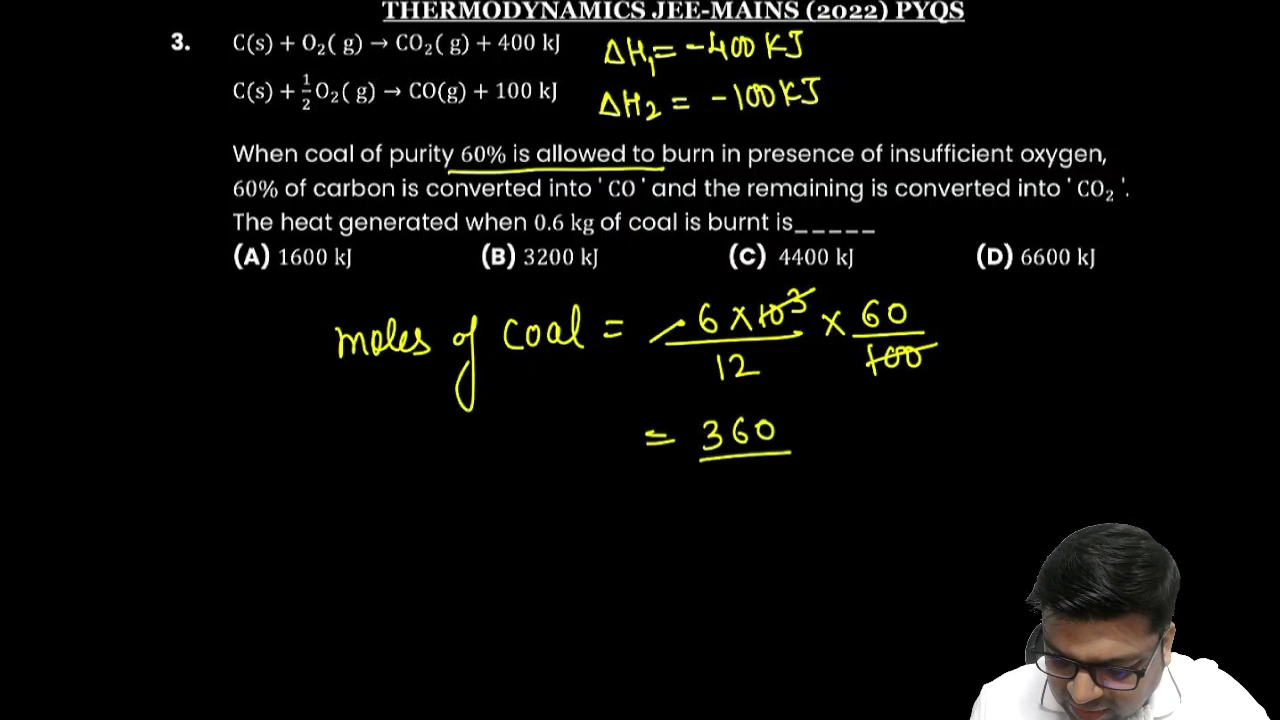 THERMODYNAMICS JEE-MAINS (2022) PYQS
3. C(s) + O₂(g) → CO₂(g) + 400 kJ ΔH₁ = -400 KJ
C(s) + 1/2 O₂(g) → CO(g) + 100 kJ ΔH₂ = -100 KJ
When coal of purity 60% is allowed to burn in presence of insufficient oxygen,
60% of carbon is converted into ' CO ' and the remaining is converted into ' CO₂ '.
The heat generated when 0.6 kg of coal is burnt is_____
(A) 1600 kJ (B) 3200 kJ (C) 4400 kJ (D) 6600 kJ
moles of coal = .6 × 10³ / 12 × 60 / 100
= 360